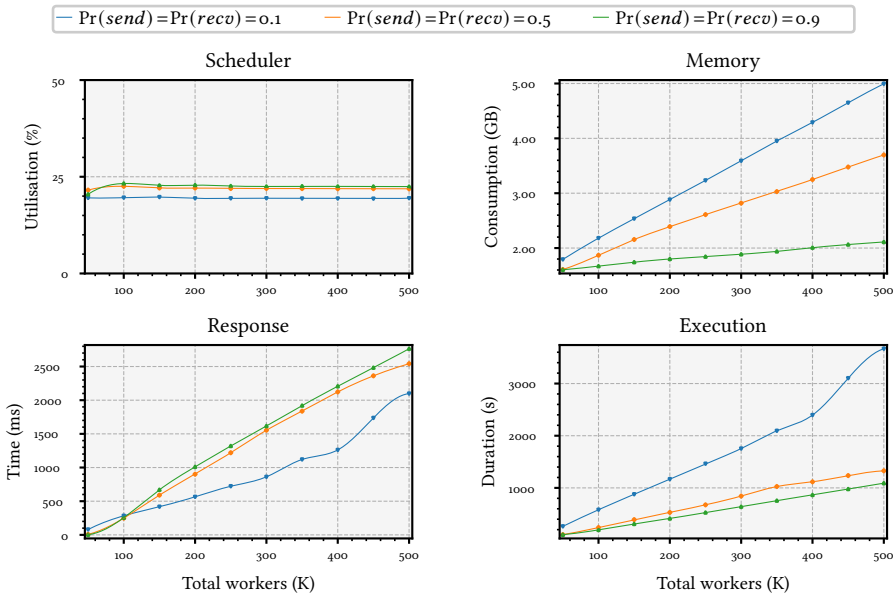 Pr(send)=Pr(recv)=0.1 Pr(send)=Pr(recv)=0.5 Pr(send)=Pr(recv)=0.9
Scheduler
Utilisation (%)
50
25
0
100 200 300 400 500
Memory
Consumption (GB)
5.00
4.00
3.00
2.00
100 200 300 400 500
Response
Time (ms)
2500
2000
1500
1000
500
0
100 200 300 400 500
Total workers (K)
Execution
Duration (s)
3000
2000
1000
100 200 300 400 500
Total workers (K)